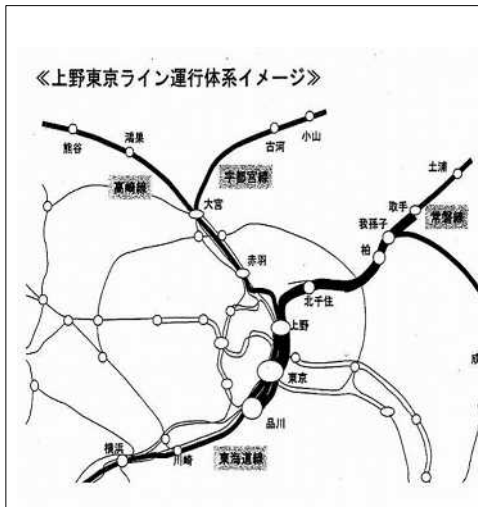 ≪上野東京ライン運行体系イメージ≫
熊谷
鴻巣
古河
小山
高崎線
宇都宮線
大宮
土浦
取手
常磐線
我孫子
柏
赤羽
北千住
上野
東京
品川
横浜
川崎
東海道線
成